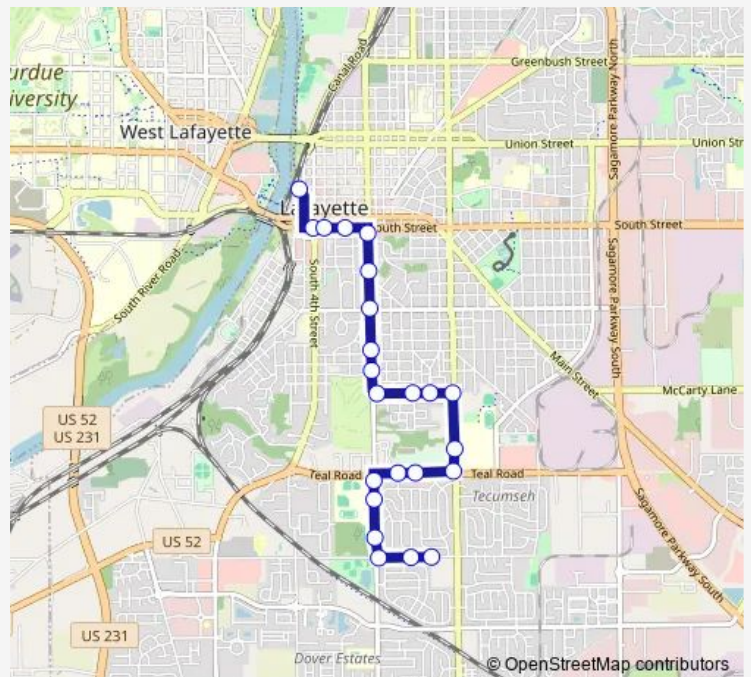 Greenbush Street
Canal Road
urdue
iversity
Sagamore Parkway North
West Lafayette
Union Street
Union Str
Lafayette
outh Street
South Street
South River Road
South 4th Street
Sagamore Parkway South
Main Street
McCarty Lane
US 52
US 231
Teal Road
Teal Road
Tecumseh
Sagamore Parkway South
US 52
US 231
Dover Estates
© OpenStreetMap contributors